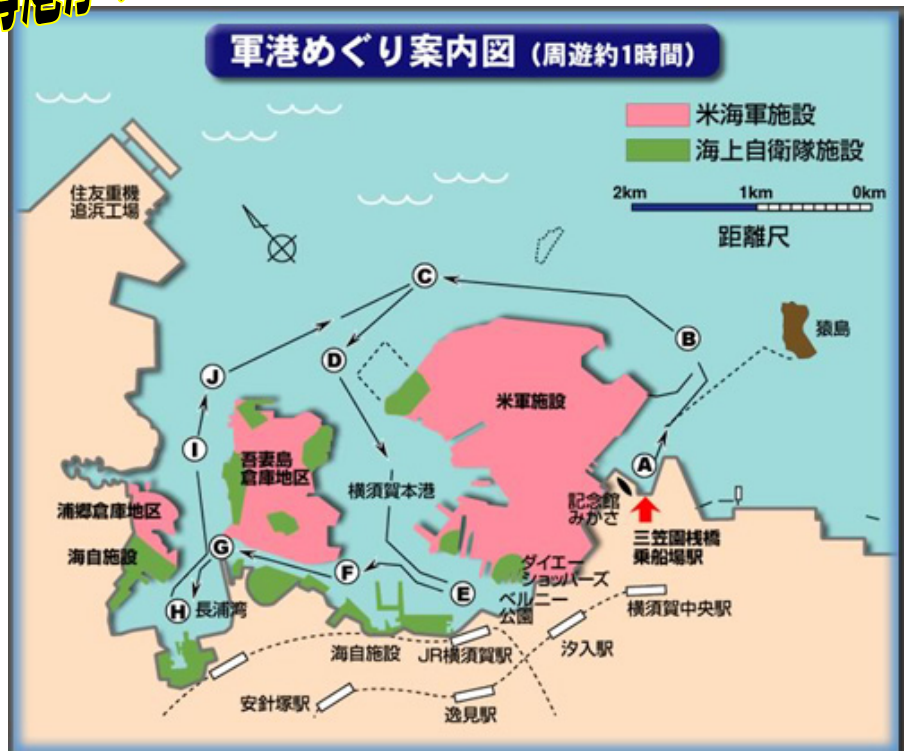 軍港めぐり案内図（周遊約1時間）
米海軍施設
海上自衛隊施設
2km 1km 0km
距離尺
住友重機
追浜工場
C
B
猿島
D
J
米軍施設
I
吾妻島
倉庫地区
A
横須賀本港
記念館
みかさ
浦郷倉庫地区
三笠園桟橋
乗船場駅
海自施設
G
F
E
ダイエー
ショッパーズ
H
長浦湾
ベルニー
公園
横須賀中央駅
海自施設
JR横須賀駅
汐入駅
安針塚駅
逸見駅